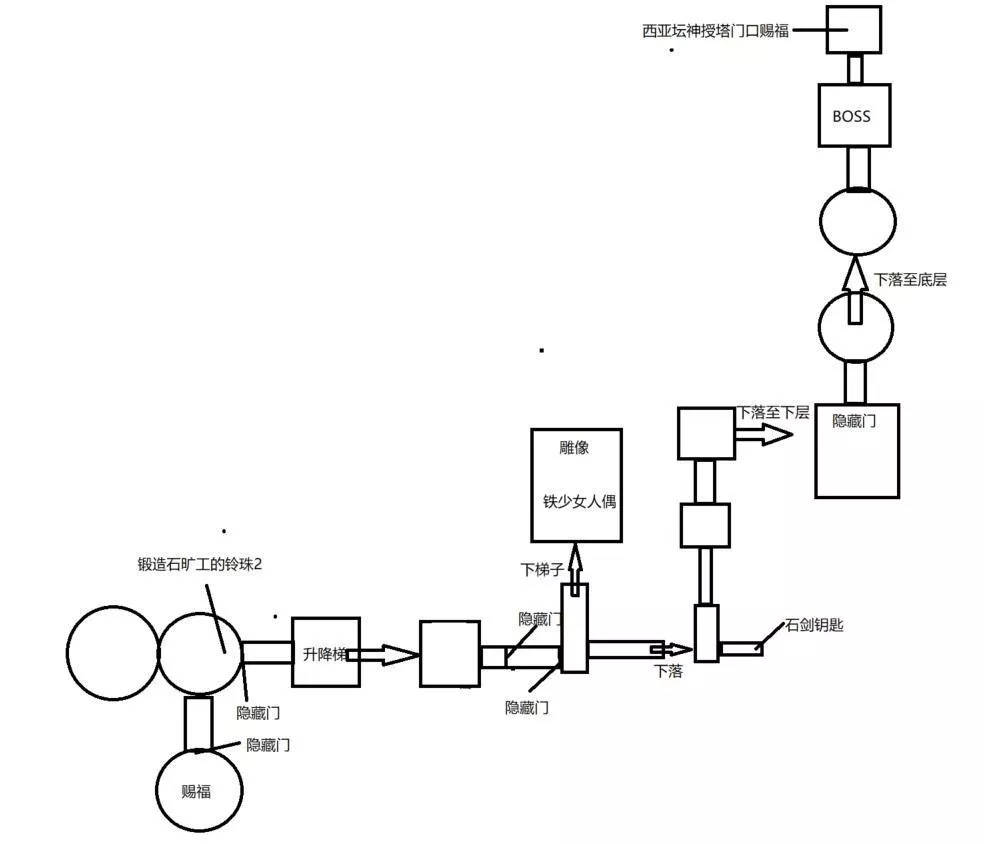 西亚坛神授塔门口赐福
BOSS
下落至底层
下落至下层
隐藏门
雕像
铁少女人偶
下梯子
锻造石旷工的铃珠2
隐藏门
升降梯
石剑钥匙
下落
隐藏门
隐藏门
隐藏门
赐福